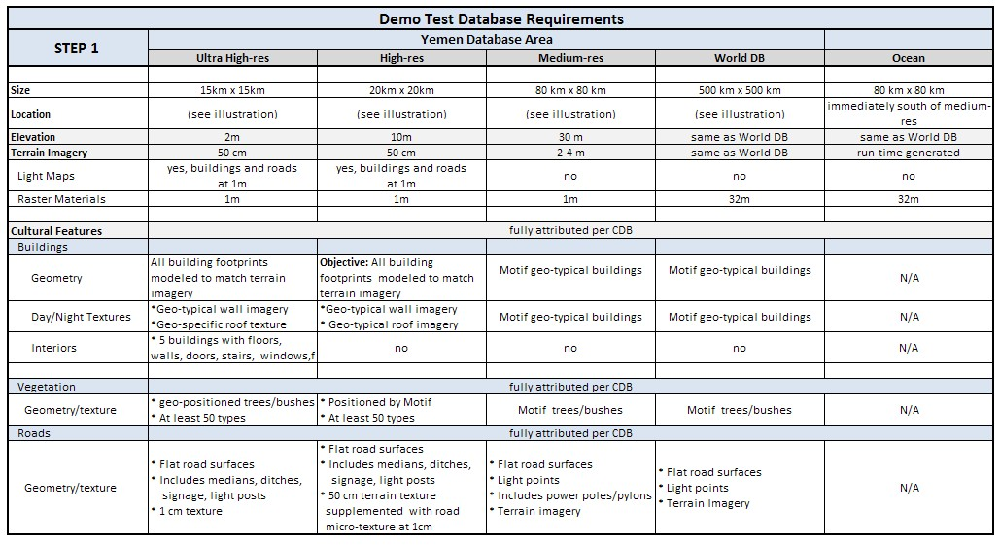 Demo Test Database Requirements
STEP 1
Yemen Database Area
Ultra High-res High-res Medium-res World DB Ocean
Size 15km x 15km 20km x 20km 80 km x 80 km 500 km x 500 km 80 km x 80 km
Location (see illustration) (see illustration) (see illustration) (see illustration) immediately south of medium-
res
Elevation 2m 10m 30 m same as World DB same as World DB
Terrain Imagery 50 cm 50 cm 2-4 m same as World DB run-time generated
Light Maps yes, buildings and roads yes, buildings and roads no no no
at 1m at 1m
Raster Materials 1m 1m 1m 32m 32m
Cultural Features fully attributed per CDB
Buildings
Geometry
All building footprints
modeled to match terrain
imagery
Objective: All building
footprints modeled to match
terrain imagery
Motif geo-typical buildings
Motif geo-typical buildings
N/A
Day/Night Textures
*Geo-typical wall imagery
*Geo-specific roof texture
*Geo-typical wall imagery
* Geo-typical roof imagery
Motif geo-typical buildings
Motif geo-typical buildings
N/A
Interiors
* 5 buildings with floors,
walls, doors, stairs, windows,f
no
no
no
N/A
Vegetation fully attributed per CDB
Geometry/texture
* geo-positioned trees/bushes
* At least 50 types
* Positioned by Motif
* At least 50 types
Motif trees/bushes
Motif trees/bushes
N/A
Roads fully attributed per CDB
Geometry/texture
* Flat road surfaces
* Includes medians, ditches,
signage, light posts
* 1 cm texture
* Flat road surfaces
* Includes medians, ditches,
signage, light posts
* 50 cm terrain texture
supplemented with road
micro-texture at 1cm
* Flat road surfaces
* Light points
* Includes power poles/pylons
* Terrain imagery
* Flat road surfaces
* Light points
* Terrain Imagery
N/A